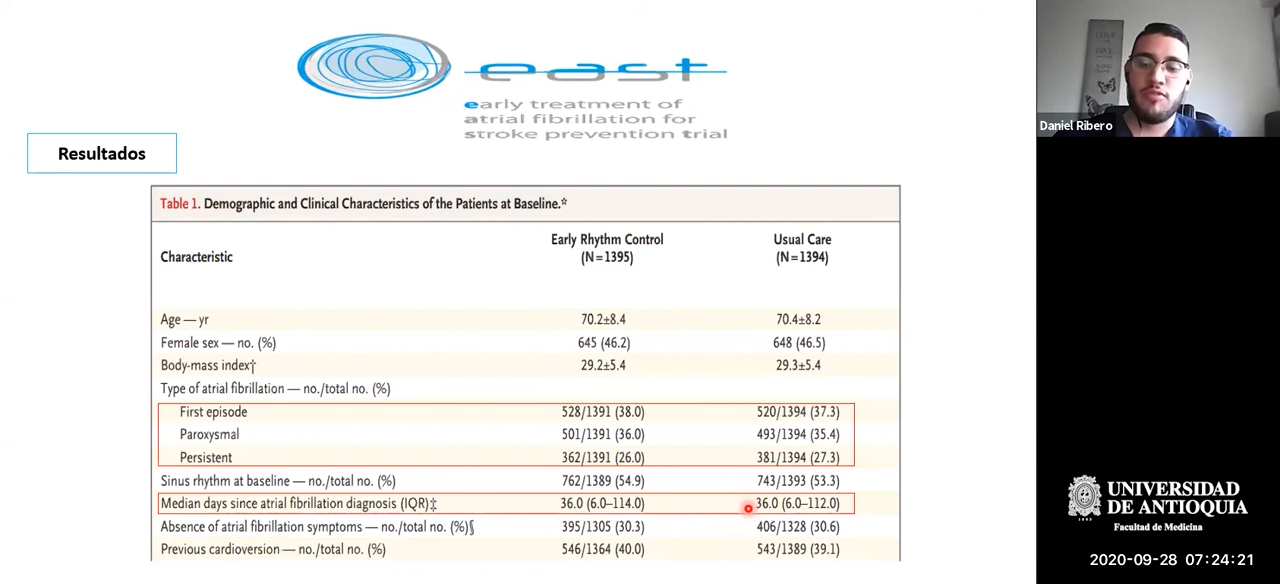 east
early treatment of
atrial fibrillation for
stroke prevention trial
Resultados
Table 1. Demographic and Clinical Characteristics of the Patients at Baseline.*
Characteristic Early Rhythm Control (N=1395) Usual Care (N=1394)
Age — yr 70.2±8.4 70.4±8.2
Female sex — no. (%) 645 (46.2) 648 (46.5)
Body-mass index† 29.2±5.4 29.3±5.4
Type of atrial fibrillation — no./total no. (%)
First episode 528/1391 (38.0) 520/1394 (37.3)
Paroxysmal 501/1391 (36.0) 493/1394 (35.4)
Persistent 362/1391 (26.0) 381/1394 (27.3)
Sinus rhythm at baseline — no./total no. (%) 762/1389 (54.9) 743/1393 (53.3)
Median days since atrial fibrillation diagnosis (IQR)‡ 36.0 (6.0–114.0) 36.0 (6.0–112.0)
Absence of atrial fibrillation symptoms — no./total no. (%)§ 395/1305 (30.3) 406/1328 (30.6)
Previous cardioversion — no./total no. (%) 546/1364 (40.0) 543/1389 (39.1)
Daniel Ribero
UNIVERSIDAD
DE ANTIOQUIA
Facultad de Medicina
2020-09-28 07:24:21